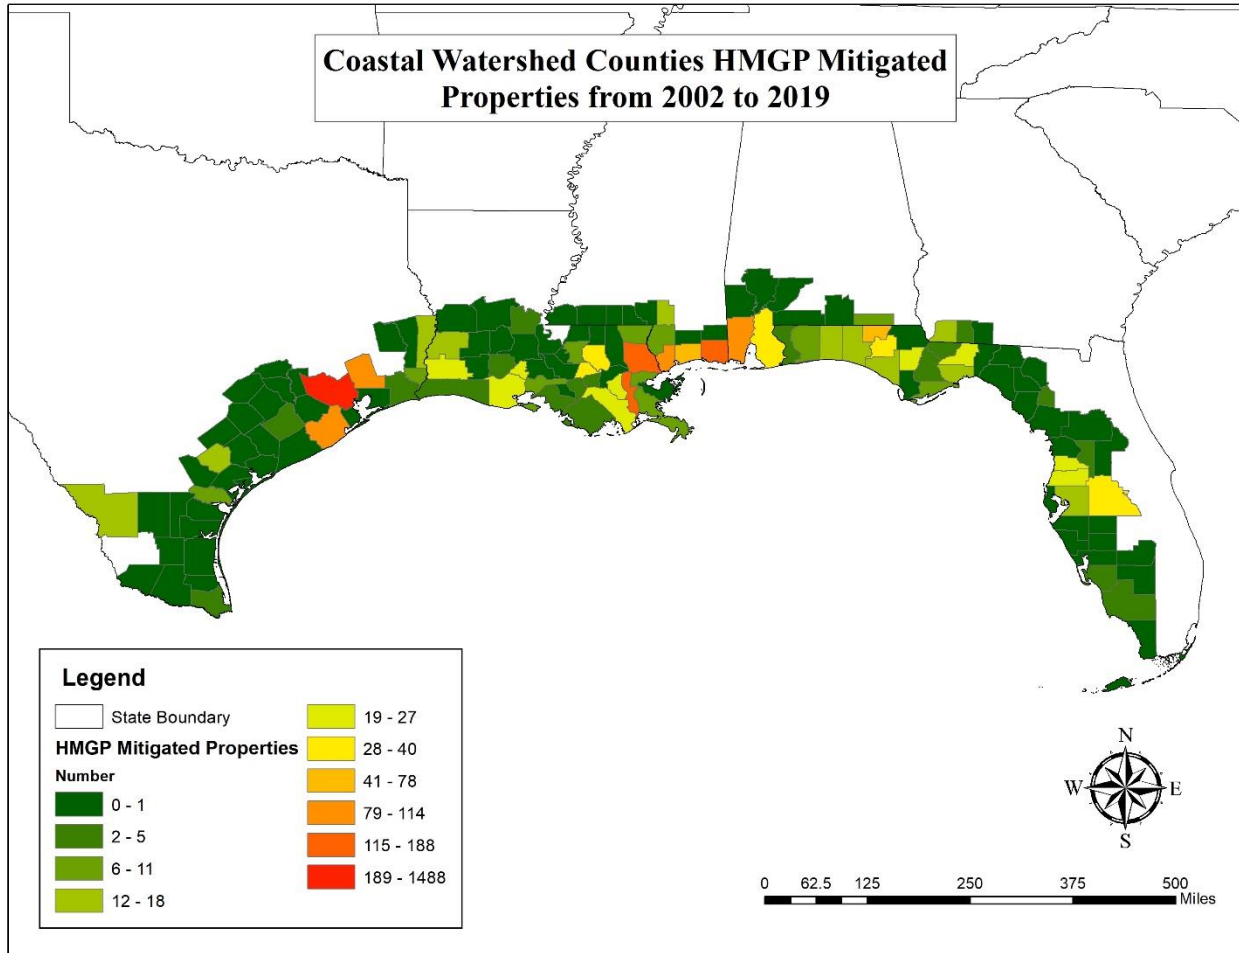 Coastal Watershed Counties HMGP Mitigated
Properties from 2002 to 2019
Legend
State Boundary
HMGP Mitigated Properties
Number
0 - 1
2 - 5
6 - 11
12 - 18
19 - 27
28 - 40
41 - 78
79 - 114
115 - 188
189 - 1488
N
W E
S
0 62.5 125 250 375 500
Miles